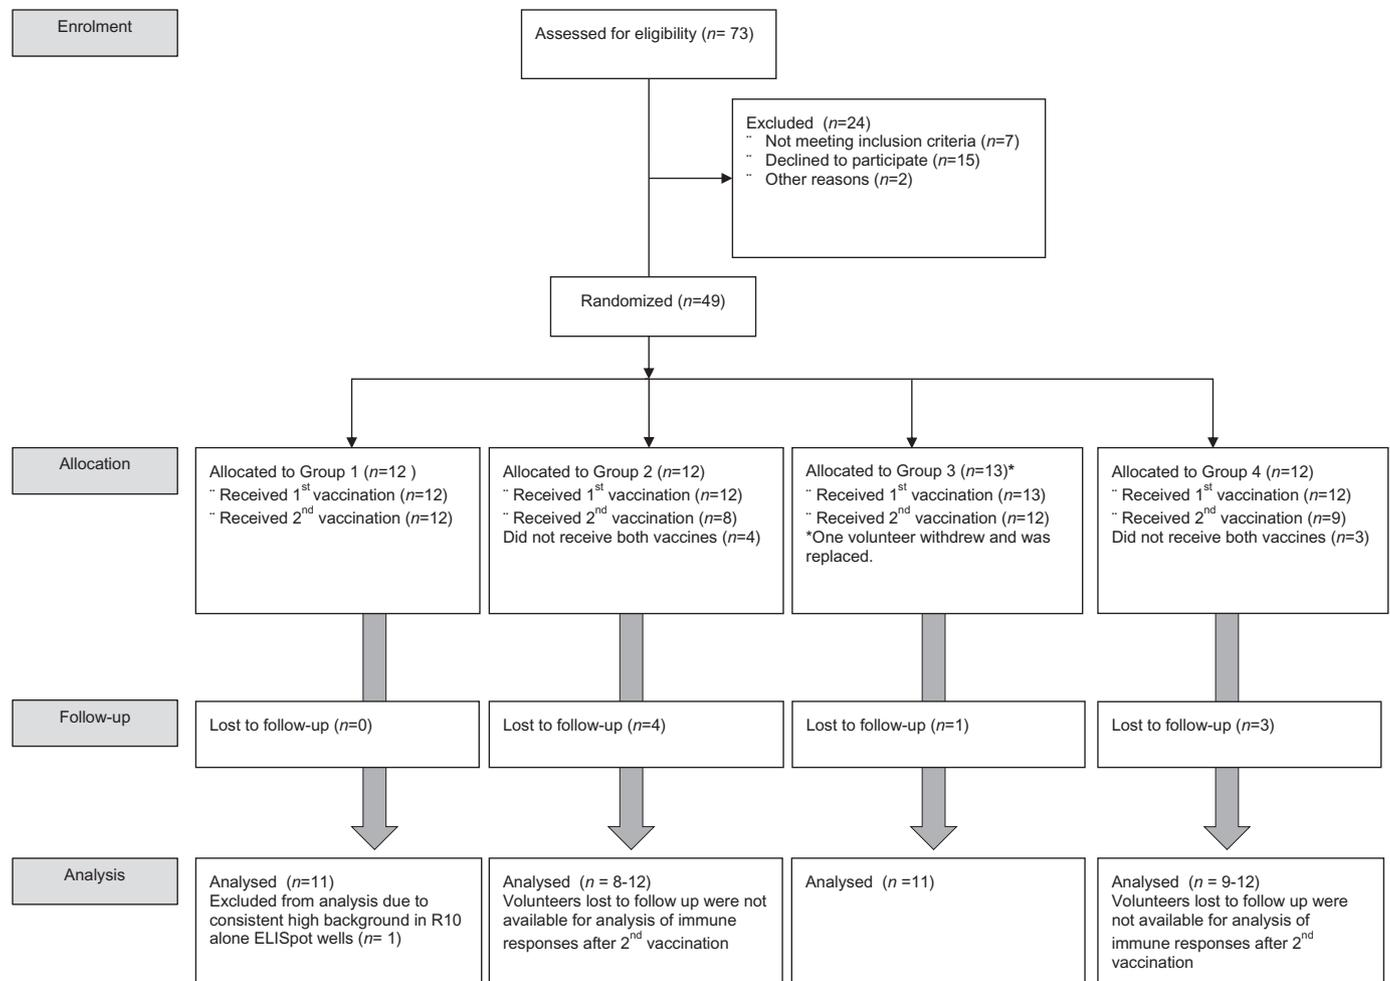 Enrolment
Assessed for eligibility (n= 73)
Excluded (n=24)
¨ Not meeting inclusion criteria (n=7)
¨ Declined to participate (n=15)
¨ Other reasons (n=2)
Randomized (n=49)
Allocation
Allocated to Group 1 (n=12 )
¨ Received 1st vaccination (n=12)
¨ Received 2nd vaccination (n=12)
Allocated to Group 2 (n=12)
¨ Received 1st vaccination (n=12)
¨ Received 2nd vaccination (n=8)
Did not receive both vaccines (n=4)
Allocated to Group 3 (n=13)*
¨ Received 1st vaccination (n=13)
¨ Received 2nd vaccination (n=12)
*One volunteer withdrew and was
replaced.
Allocated to Group 4 (n=12)
¨ Received 1st vaccination (n=12)
¨ Received 2nd vaccination (n=9)
Did not receive both vaccines (n=3)
Follow-up
Lost to follow-up (n=0)
Lost to follow-up (n=4)
Lost to follow-up (n=1)
Lost to follow-up (n=3)
Analysis
Analysed (n=11)
Excluded from analysis due to
consistent high background in R10
alone ELISpot wells (n= 1)
Analysed (n = 8-12)
Volunteers lost to follow up were not
available for analysis of immune
responses after 2nd vaccination
Analysed (n =11)
Analysed (n = 9-12)
Volunteers lost to follow up were
not available for analysis of
immune responses after 2nd
vaccination